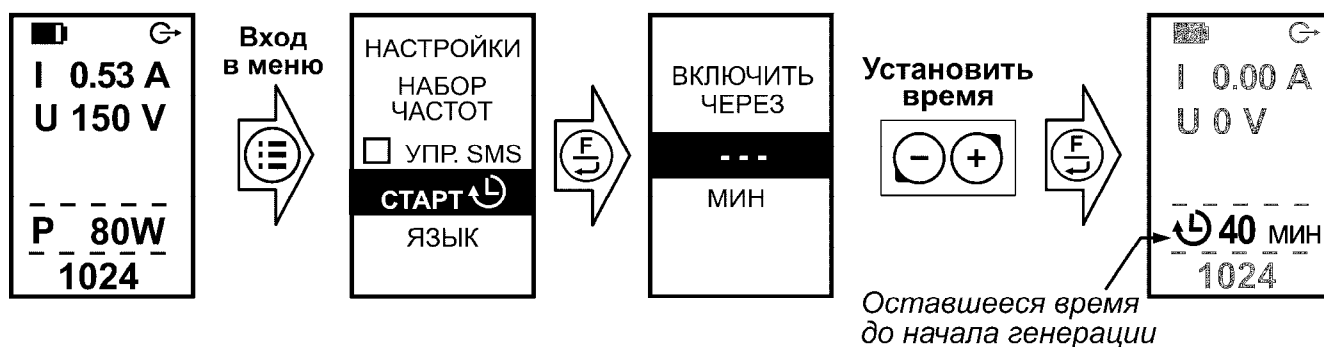 I 0.53 A
U 150 V
P 80W
1024
Вход
в меню
НАСТРОЙКИ
НАБОР
ЧАСТОТ
УПР. SMS
СТАРТ
ЯЗЫК
F
ВКЛЮЧИТЬ
ЧЕРЕЗ
---
МИН
Установить
время
- +
F
I 0.00 A
U 0 V
40 МИН
1024
Оставшееся время
до начала генерации